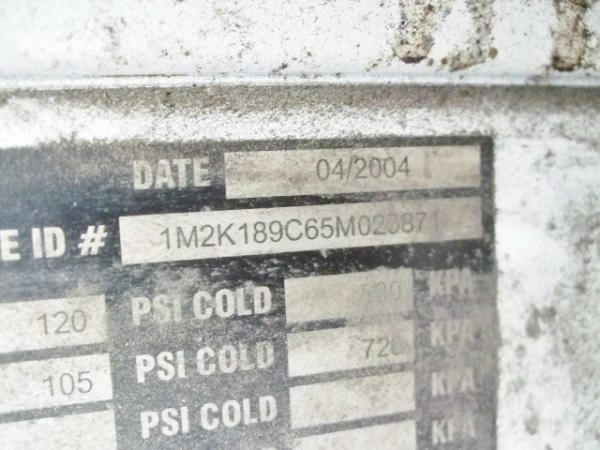 DATE 04/2004
E ID # 1M2K189C65M023871
120 PSI COLD KPA
105 PSI COLD 720 KPA
PSI COLD KPA
KPA